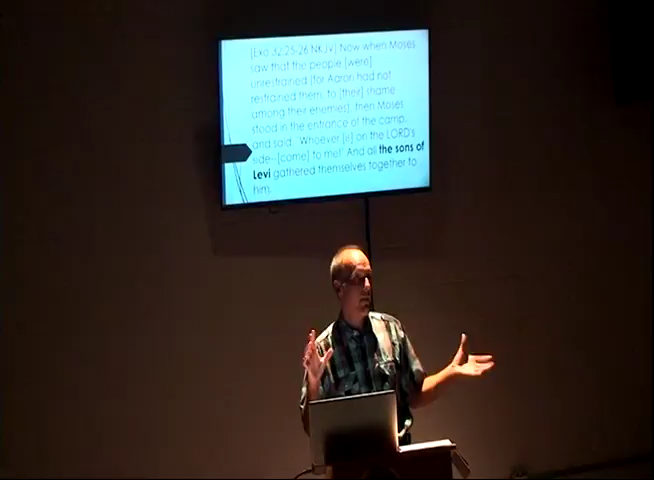 [Exo 32:25-26 NKJV] Now when Moses
saw that the people [were]
unrestrained (for Aaron had not
restrained them, to [their] shame
among their enemies), then Moses
stood in the entrance of the camp,
and said, "Whoever [is] on the LORD's
side--[come] to me!" And all the sons of
Levi gathered themselves together to
him.